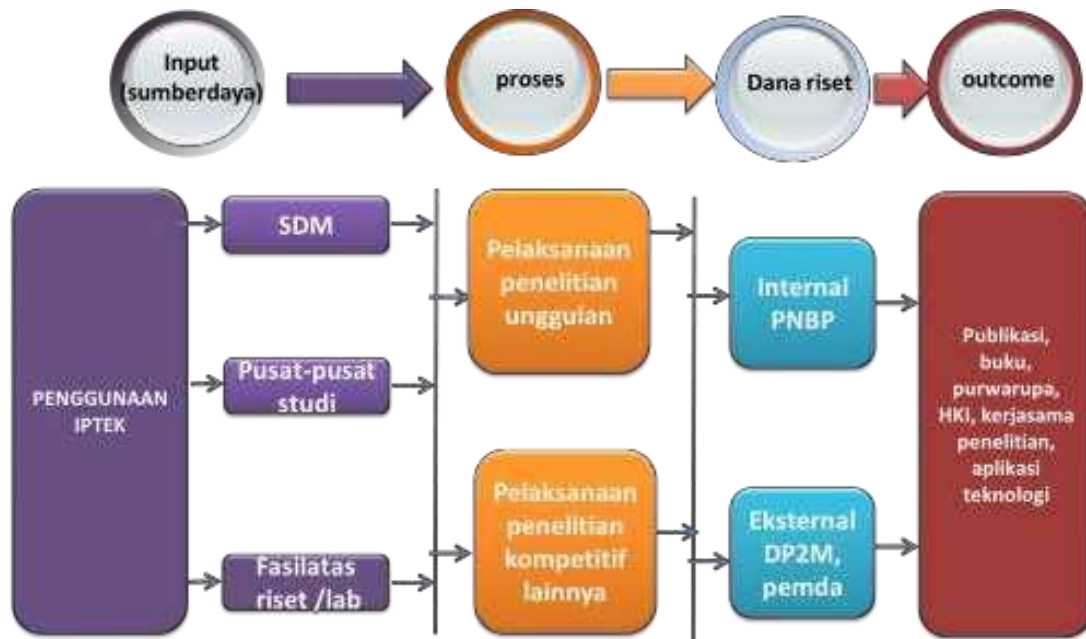 Input
(sumberdaya)
proses
Dana riset
outcome
PENGGUNAAN
IPTEK
SDM
Pusat-pusat
studi
Fasilatas
riset /lab
Pelaksanaan
penelitian
unggulan
Pelaksanaan
penelitian
kompetitif
lainnya
Internal
PNBP
Eksternal
DP2M,
pemda
Publikasi,
buku,
purwarupa,
HKI, kerjasama
penelitian,
aplikasi
teknologi